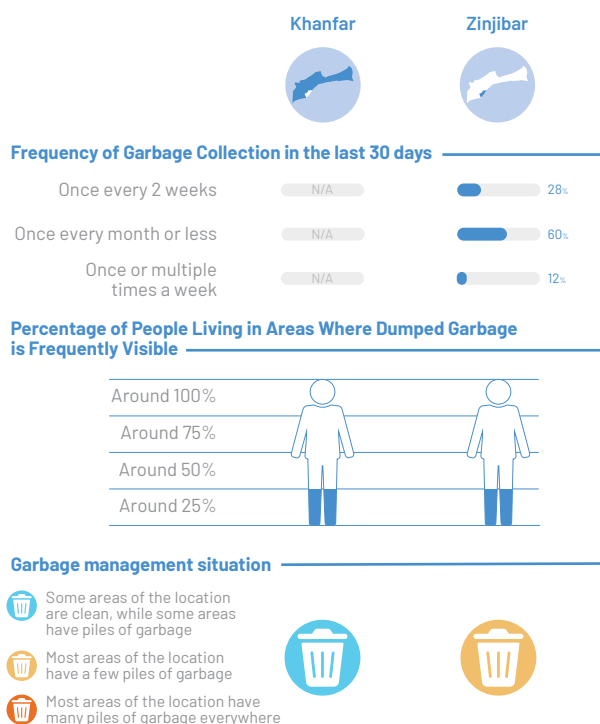 Khanfar Zinjibar
Frequency of Garbage Collection in the last 30 days
Once every 2 weeks N/A 28%
Once every month or less N/A 60%
Once or multiple
times a week N/A 12%
Percentage of People Living in Areas Where Dumped Garbage
is Frequently Visible
Around 100%
Around 75%
Around 50%
Around 25%
Garbage management situation
Some areas of the location
are clean, while some areas
have piles of garbage
Most areas of the location
have a few piles of garbage
Most areas of the location have
many piles of garbage everywhere